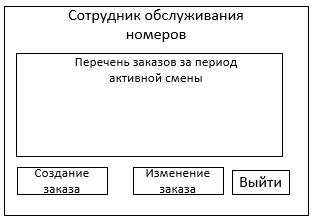 Сотрудник обслуживания
номеров
Перечень заказов за период
активной смены
Создание
заказа
Изменение
заказа
Выйти